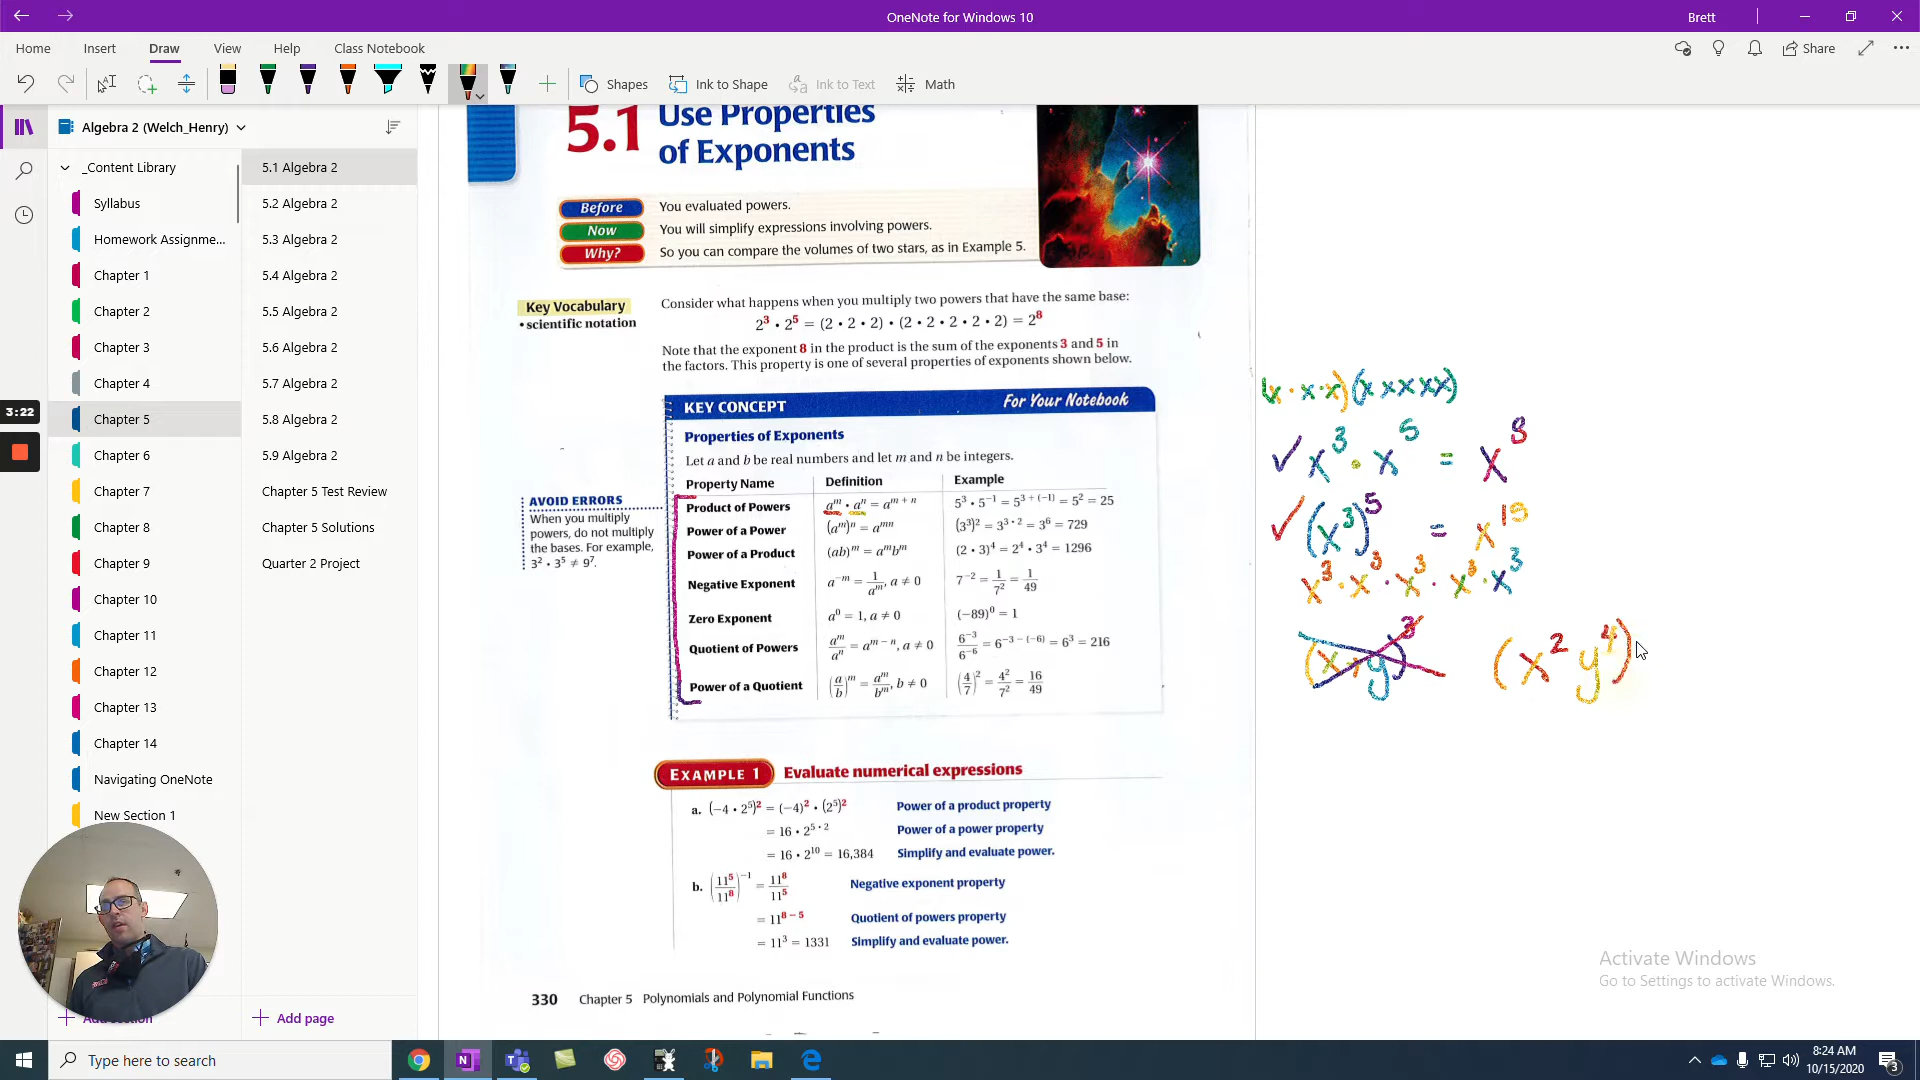 OneNote for Windows 10
Brett
Home Insert Draw View Help Class Notebook
Share
Shapes Ink to Shape Ink to Text Math
Algebra 2 (Welch_Henry)
_Content Library
Syllabus
Homework Assignme...
Chapter 1
Chapter 2
Chapter 3
Chapter 4
3:22
Chapter 5
Chapter 6
Chapter 7
Chapter 8
Chapter 9
Chapter 10
Chapter 11
Chapter 12
Chapter 13
Chapter 14
Navigating OneNote
New Section 1
5.1 Algebra 2
5.2 Algebra 2
5.3 Algebra 2
5.4 Algebra 2
5.5 Algebra 2
5.6 Algebra 2
5.7 Algebra 2
5.8 Algebra 2
5.9 Algebra 2
Chapter 5 Test Review
Chapter 5 Solutions
Quarter 2 Project
Add page
5.1 Use Properties
of Exponents
Before You evaluated powers.
Now You will simplify expressions involving powers.
Why? So you can compare the volumes of two stars, as in Example 5.
Key Vocabulary
• scientific notation
Consider what happens when you multiply two powers that have the same base:
2³ • 2⁵ = (2 • 2 • 2) • (2 • 2 • 2 • 2 • 2) = 2⁸
Note that the exponent 8 in the product is the sum of the exponents 3 and 5 in
the factors. This property is one of several properties of exponents shown below.
KEY CONCEPT For Your Notebook
Properties of Exponents
Let a and b be real numbers and let m and n be integers.
Property Name Definition Example
Product of Powers aᵐ • aⁿ = aᵐ⁺ⁿ 5³ • 5⁻¹ = 5³⁺⁽⁻¹⁾ = 5² = 25
Power of a Power (aᵐ)ⁿ = aᵐⁿ (3³)² = 3³•² = 3⁶ = 729
Power of a Product (ab)ᵐ = aᵐbᵐ (2 • 3)⁴ = 2⁴ • 3⁴ = 1296
Negative Exponent a⁻ᵐ = 1/aᵐ, a ≠ 0 7⁻² = 1/7² = 1/49
Zero Exponent a⁰ = 1, a ≠ 0 (−89)⁰ = 1
Quotient of Powers aᵐ/aⁿ = aᵐ⁻ⁿ, a ≠ 0 6⁻³/6⁻⁶ = 6⁻³⁻⁽⁻⁶⁾ = 6³ = 216
Power of a Quotient (a/b)ᵐ = aᵐ/bᵐ, b ≠ 0 (4/7)² = 4²/7² = 16/49
AVOID ERRORS
When you multiply
powers, do not multiply
the bases. For example,
3² • 3⁵ ≠ 9⁷.
EXAMPLE 1 Evaluate numerical expressions
a. (−4 • 2⁵)² = (−4)² • (2⁵)² Power of a product property
= 16 • 2⁵•² Power of a power property
= 16 • 2¹⁰ = 16,384 Simplify and evaluate power.
b. (11⁵/11⁸)⁻¹ = 11⁸/11⁵ Negative exponent property
= 11⁸⁻⁵ Quotient of powers property
= 11³ = 1331 Simplify and evaluate power.
330 Chapter 5 Polynomials and Polynomial Functions
(x · x · x)(x x x x x)
✓ x³ · x⁵ = x⁸
✓ (x³)⁵ = x¹⁵
x³ · x³ · x³ · x³ · x³
(x + y)³ (x² y⁴)
Activate Windows
Go to Settings to activate Windows.
Type here to search
8:24 AM
10/15/2020
3